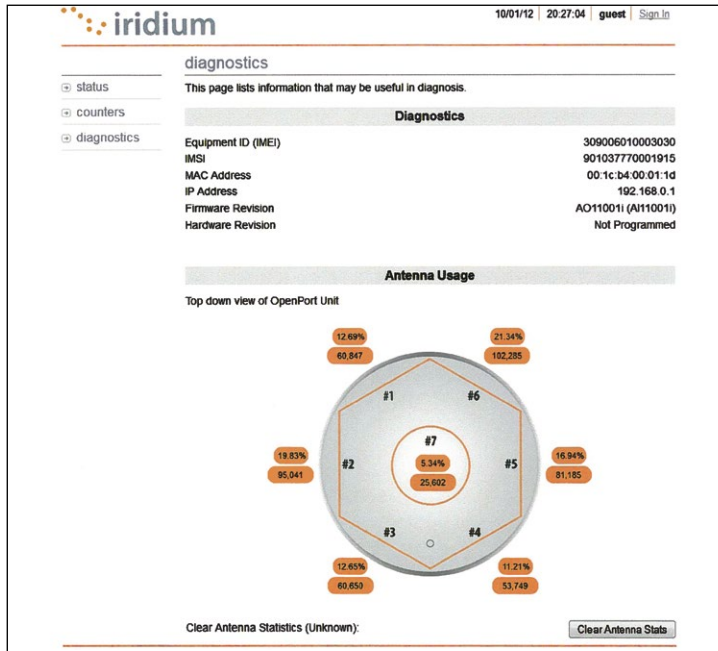 iridium
10/01/12 20:27:04 guest Sign In
diagnostics
status
counters
diagnostics
This page lists information that may be useful in diagnosis.
Diagnostics
Equipment ID (IMEI) 309006010003030
IMSI 901037770001915
MAC Address 00:1c:b4:00:01:1d
IP Address 192.168.0.1
Firmware Revision AO11001i (AI11001i)
Hardware Revision Not Programmed
Antenna Usage
Top down view of OpenPort Unit
12.69% 21.34%
60,847 102,285
#1 #6
#7
19.83% #2 5.34% #5 16.94%
95,041 25,602 81,185
#3 #4
12.65% 11.21%
60,650 53,749
Clear Antenna Statistics (Unknown): Clear Antenna Stats